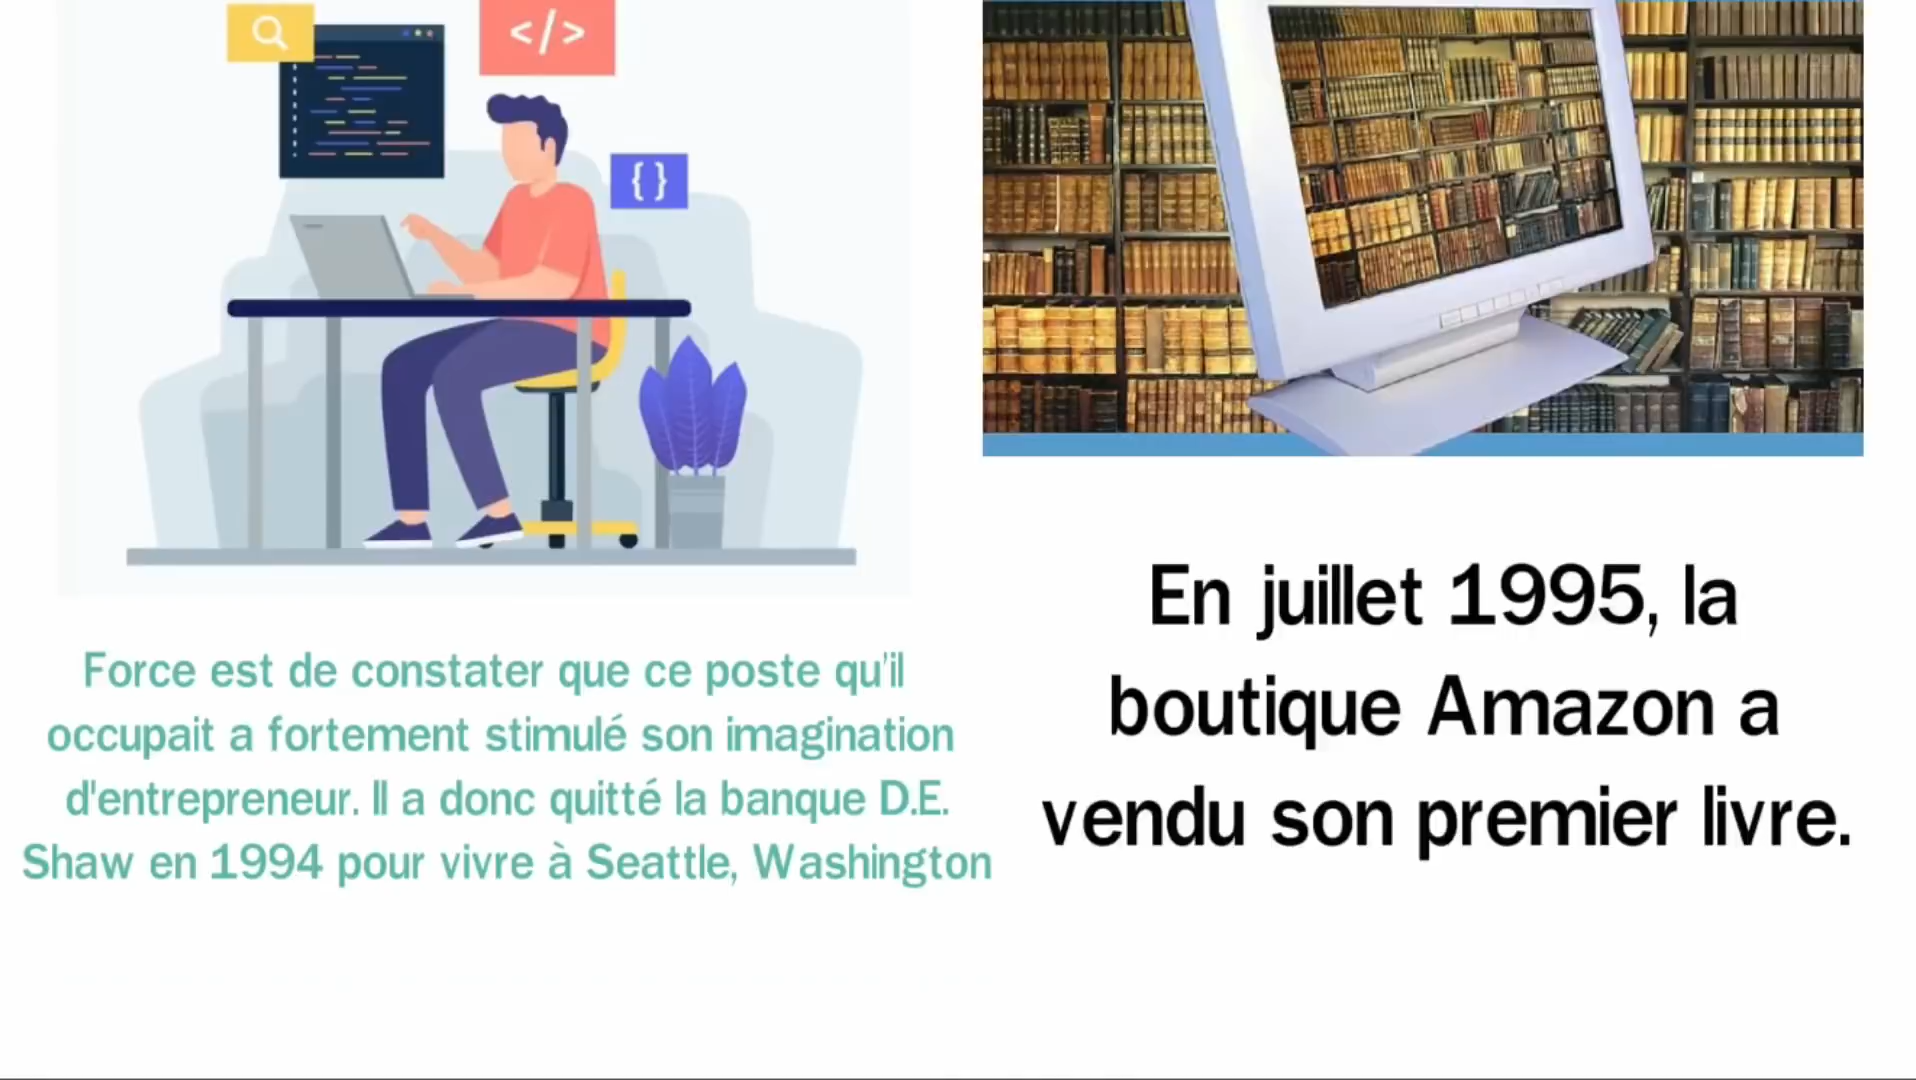 </>
{ }
Force est de constater que ce poste qu'il
occupait a fortement stimulé son imagination
d'entrepreneur. Il a donc quitté la banque D.E.
Shaw en 1994 pour vivre à Seattle, Washington
En juillet 1995, la
boutique Amazon a
vendu son premier livre.